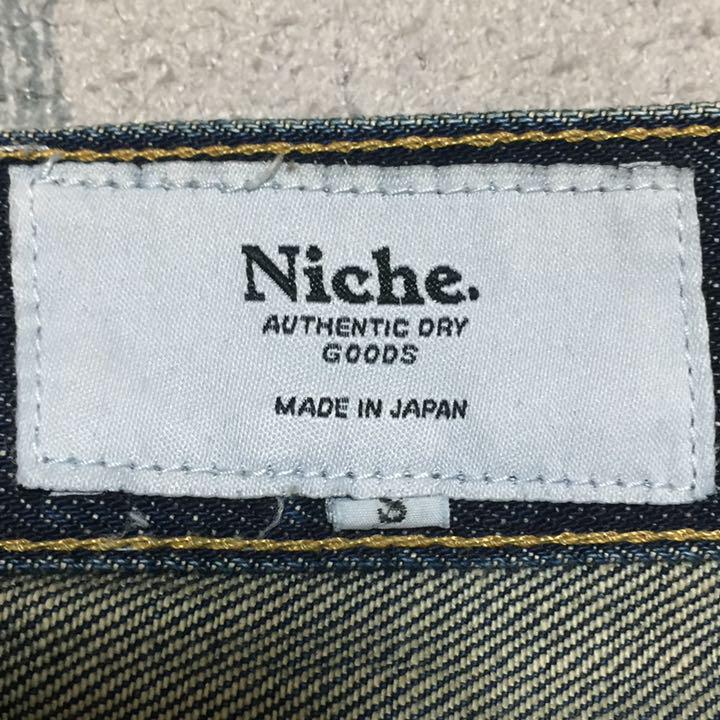 Niche.
AUTHENTIC DRY
GOODS
MADE IN JAPAN